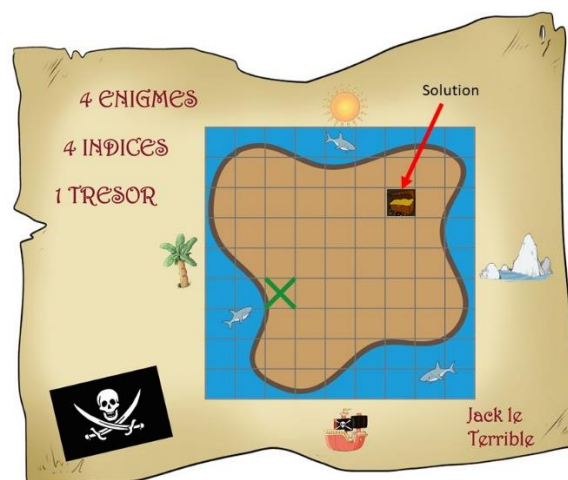 4 ENIGMES
4 INDICES
1 TRESOR
Solution
Jack le
Terrible